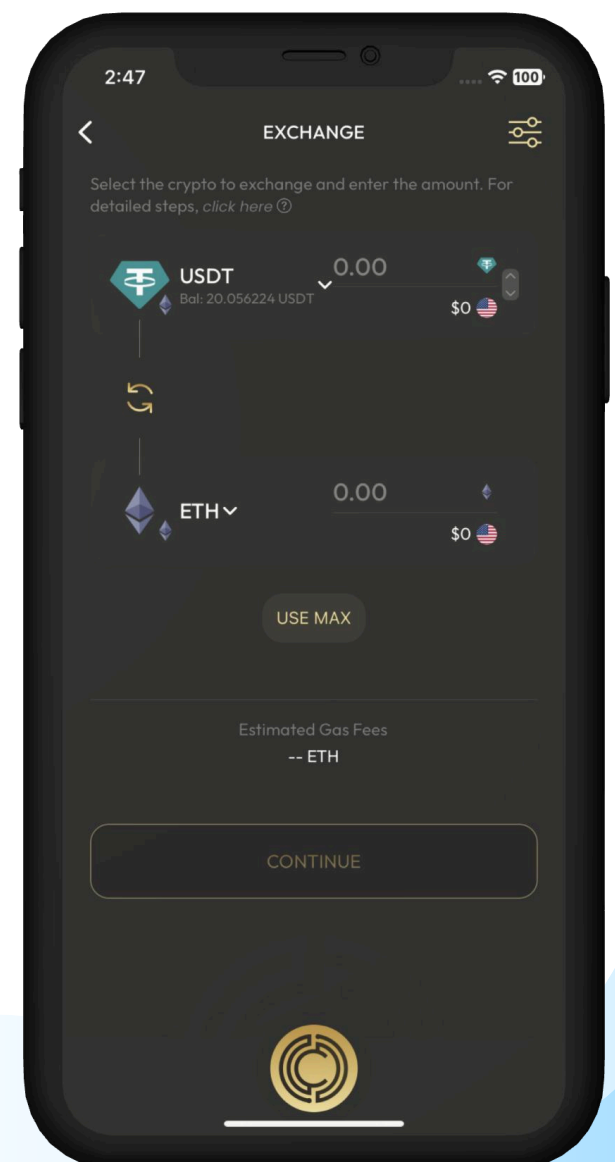 2:47
100
EXCHANGE
Select the crypto to exchange and enter the amount. For
detailed steps, click here ?
USDT
0.00
Bal: 20.056224 USDT
$0
ETH
0.00
$0
USE MAX
Estimated Gas Fees
-- ETH
CONTINUE